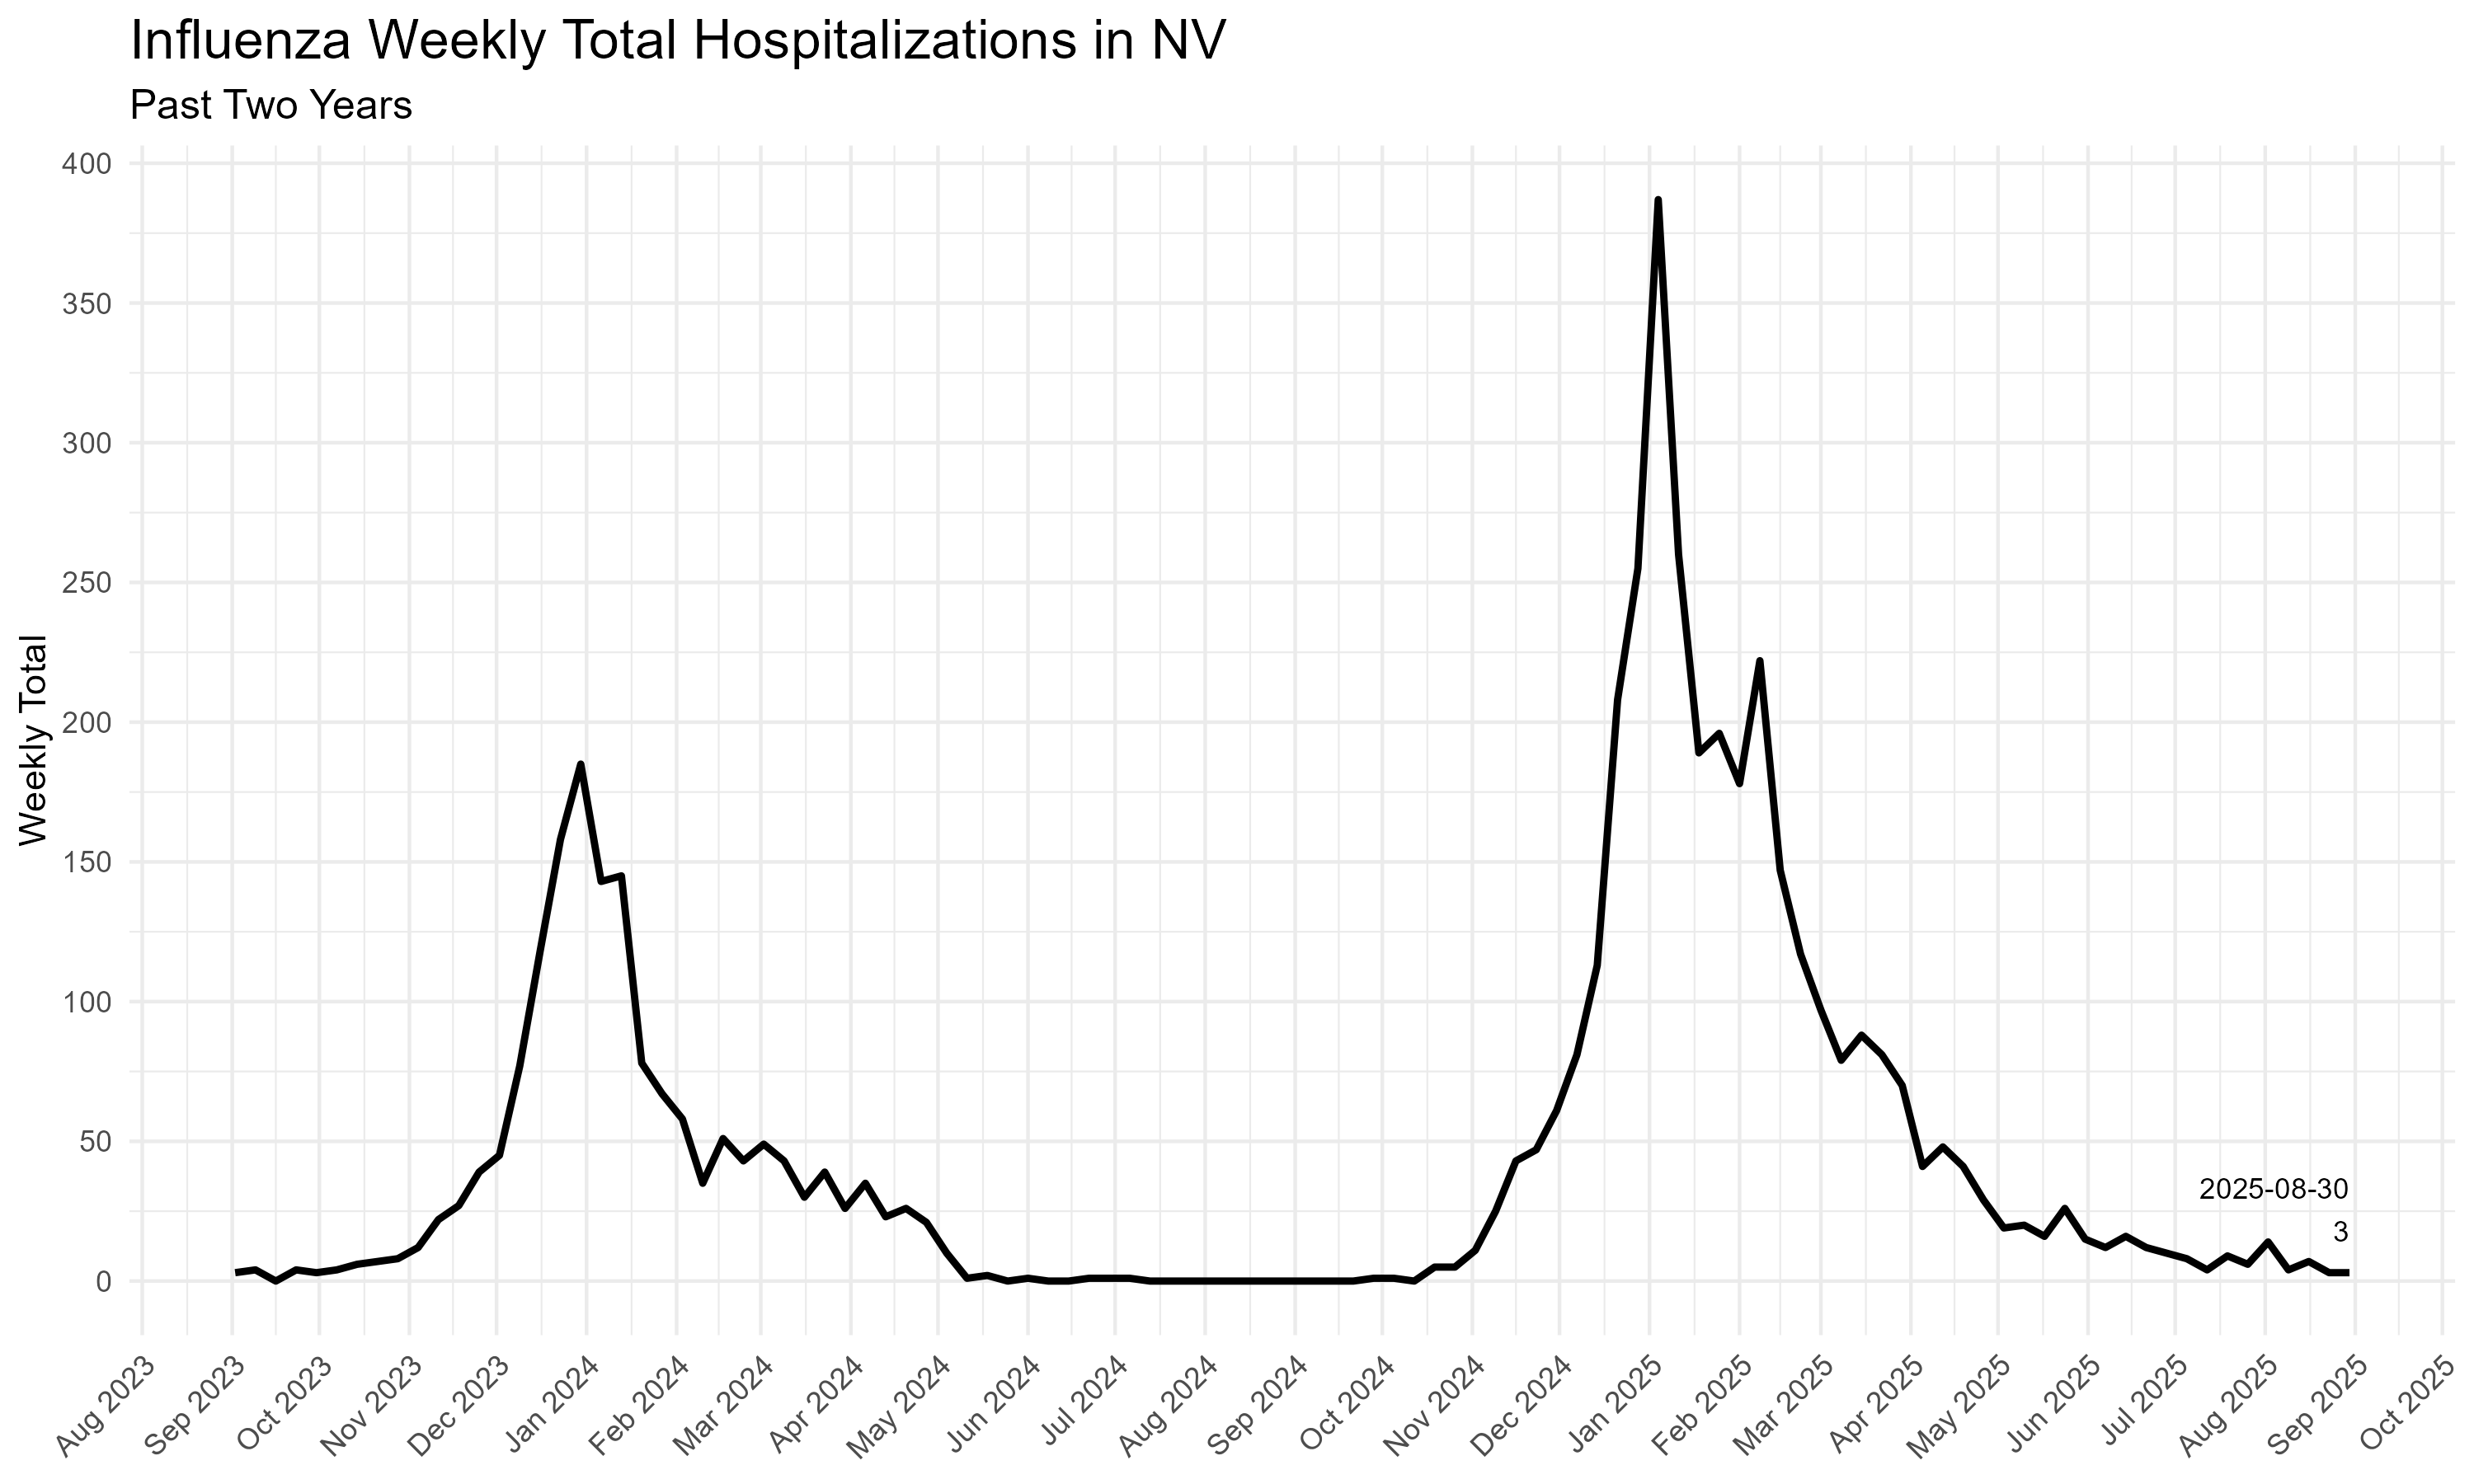 Influenza Weekly Total Hospitalizations in NV
Past Two Years
Weekly Total
400
350
300
250
200
150
100
50
0
2025-08-30
3
Aug 2023
Sep 2023
Oct 2023
Nov 2023
Dec 2023
Jan 2024
Feb 2024
Mar 2024
Apr 2024
May 2024
Jun 2024
Jul 2024
Aug 2024
Sep 2024
Oct 2024
Nov 2024
Dec 2024
Jan 2025
Feb 2025
Mar 2025
Apr 2025
May 2025
Jun 2025
Jul 2025
Aug 2025
Sep 2025
Oct 2025